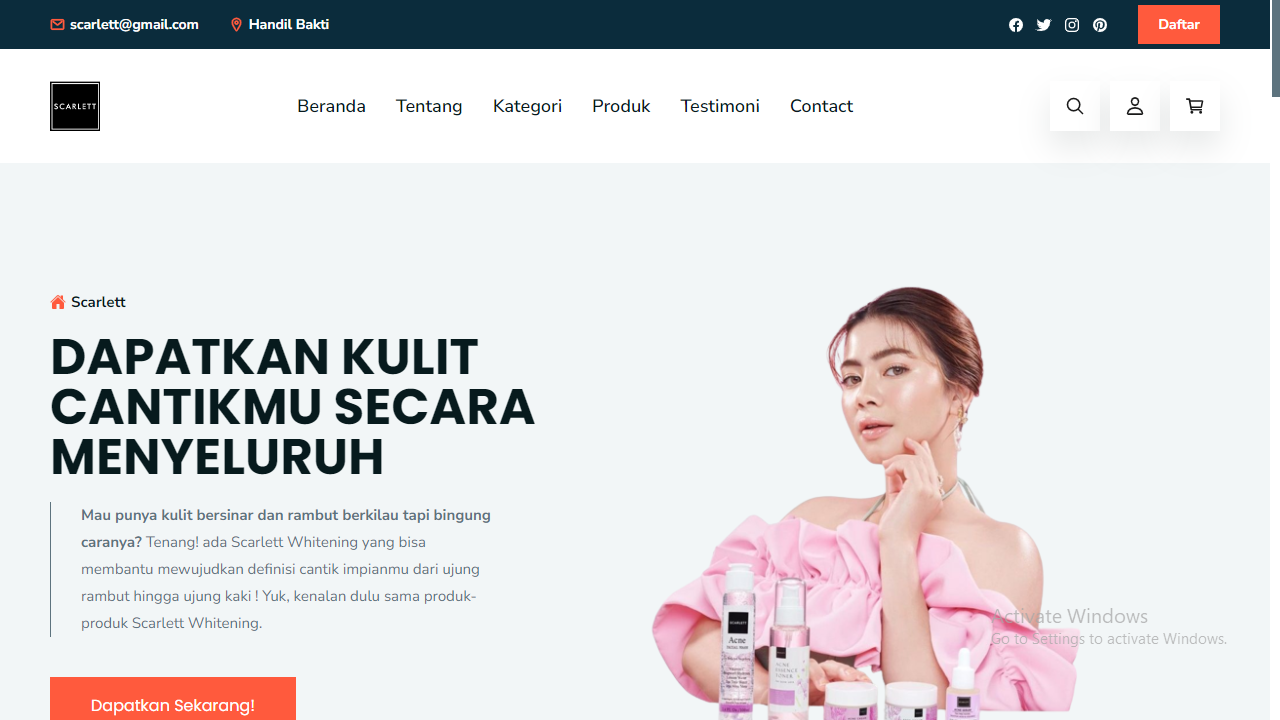 scarlett@gmail.com
Handil Bakti
Daftar
SCARLETT
Beranda
Tentang
Kategori
Produk
Testimoni
Contact
Scarlett
DAPATKAN KULIT
CANTIKMU SECARA
MENYELURUH
Mau punya kulit bersinar dan rambut berkilau tapi bingung
caranya? Tenang! ada Scarlett Whitening yang bisa
membantu mewujudkan definisi cantik impianmu dari ujung
rambut hingga ujung kaki ! Yuk, kenalan dulu sama produk-
produk Scarlett Whitening.
Dapatkan Sekarang!
SCARLETT
Acne
FACIAL WASH
ACNE
ESSENCE
TONER
Activate Windows
Go to Settings to activate Windows.